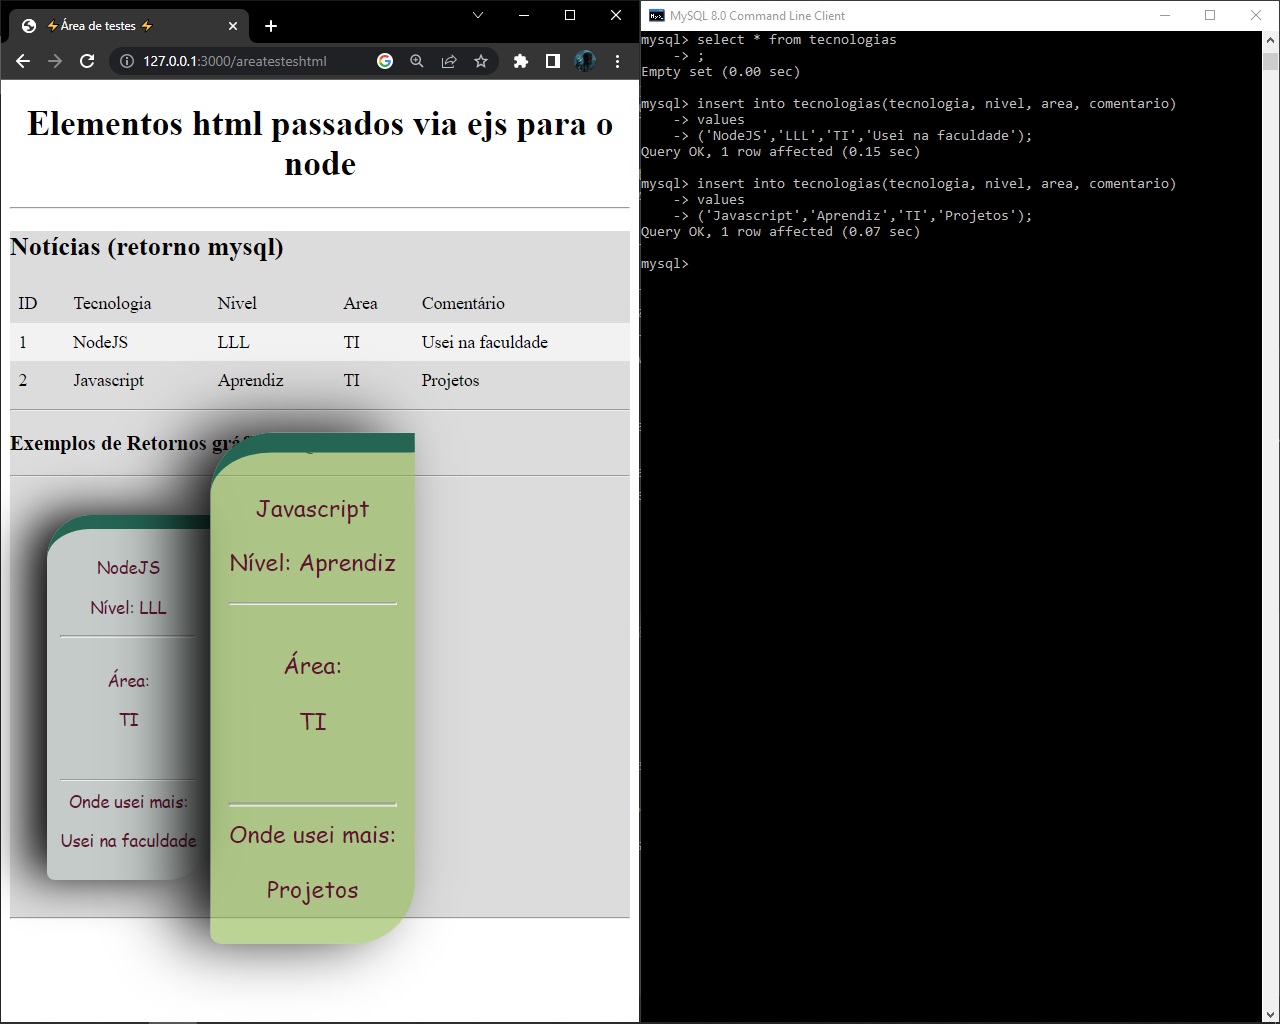 Área de testes
127.0.0.1:3000/areatesteshtml
Elementos html passados via ejs para o
node
Notícias (retorno mysql)
ID Tecnologia Nível Area Comentário
1 NodeJS LLL TI Usei na faculdade
2 Javascript Aprendiz TI Projetos
Exemplos de Retornos
NodeJS
Nível: LLL
Área:
TI
Onde usei mais:
Usei na faculdade
Javascript
Nível: Aprendiz
Área:
TI
Onde usei mais:
Projetos
MySQL 8.0 Command Line Client
mysql> select * from tecnologias
-> ;
Empty set (0.00 sec)
mysql> insert into tecnologias(tecnologia, nivel, area, comentario)
-> values
-> ('NodeJS','LLL','TI','Usei na faculdade');
Query OK, 1 row affected (0.15 sec)
mysql> insert into tecnologias(tecnologia, nivel, area, comentario)
-> values
-> ('Javascript','Aprendiz','TI','Projetos');
Query OK, 1 row affected (0.07 sec)
mysql>